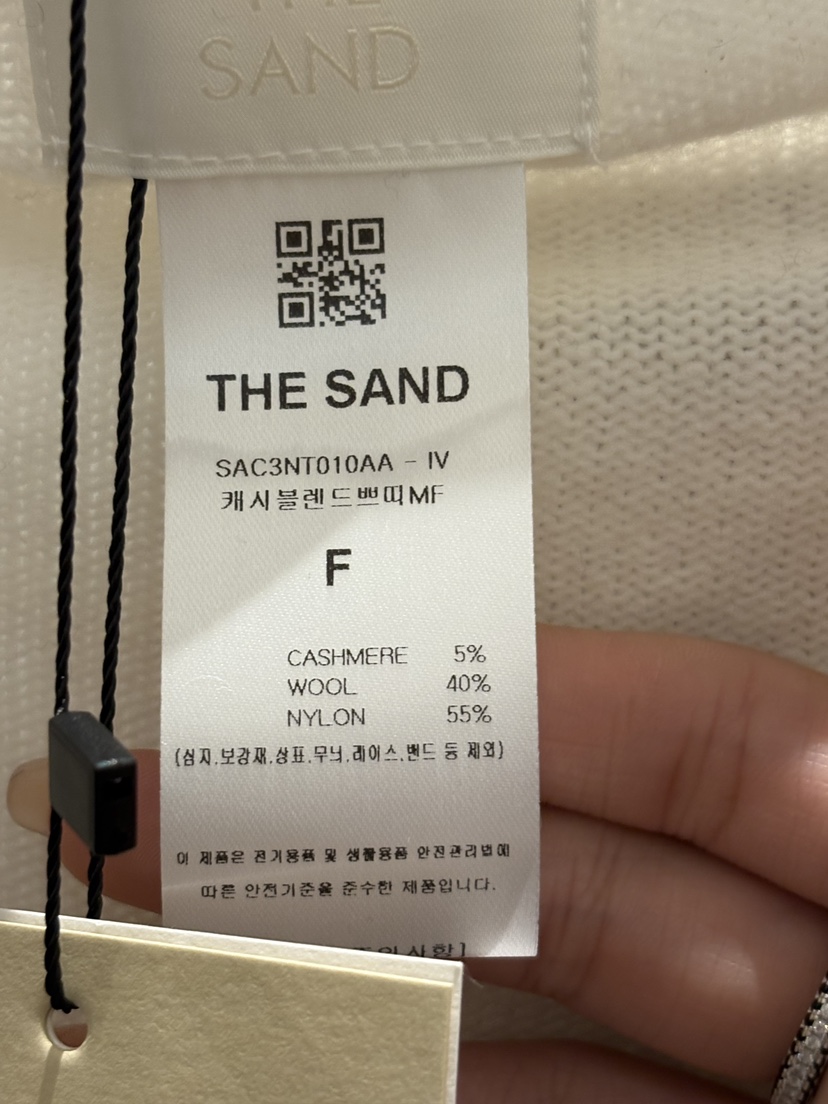 THE
SAND
THE SAND
SAC3NT010AA - IV
캐시블렌드쁘띠MF
F
CASHMERE 5%
WOOL 40%
NYLON 55%
(심지,보강재,상표,무늬,레이스,밴드 등 제외)
이 제품은 전기용품 및 생활용품 안전관리법에
따른 안전기준을 준수한 제품입니다.